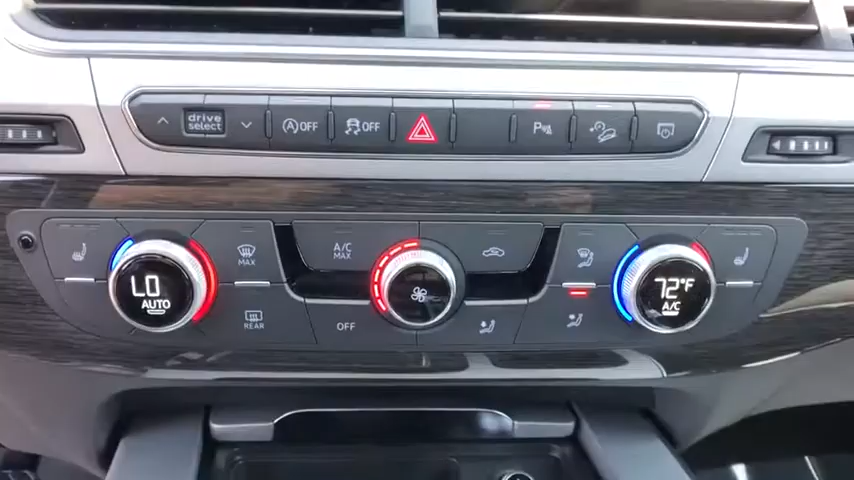 drive
select
A OFF
OFF
P
MAX
A/C
MAX
LO
AUTO
72°F
A/C
REAR
OFF